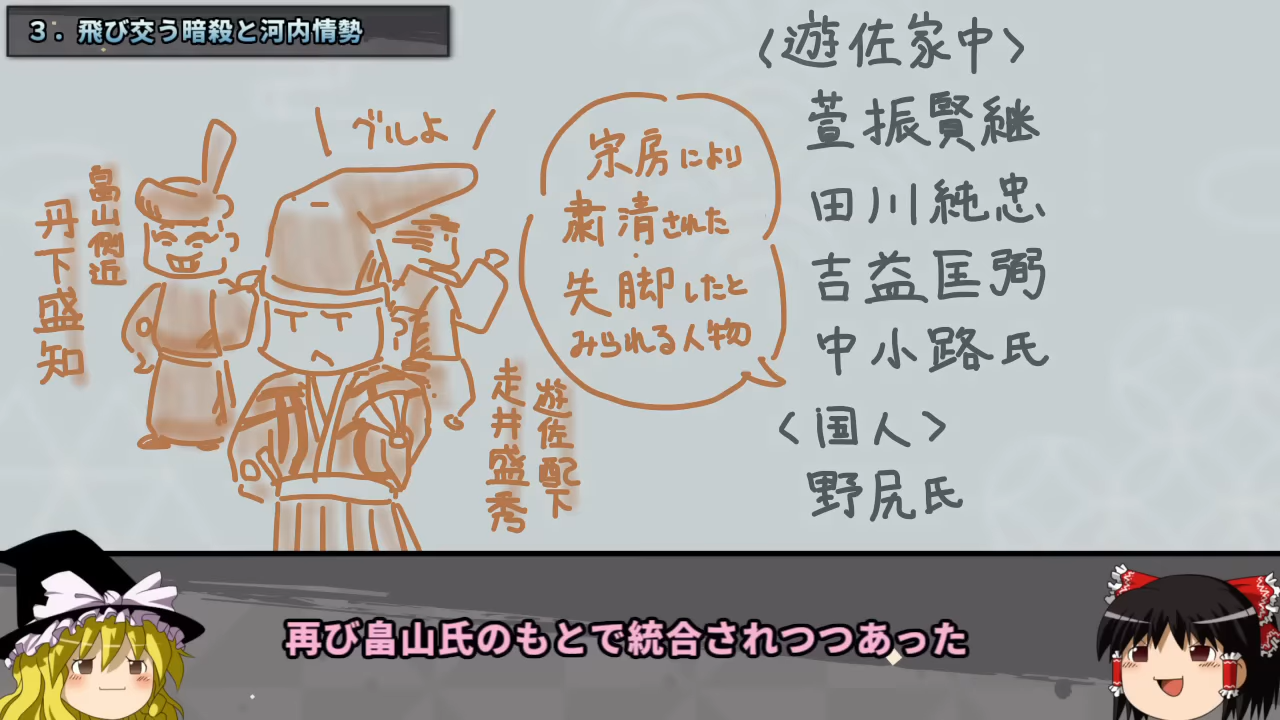 3．飛び交う暗殺と河内情勢
＼グルよ／
畠山側近
丹下盛知
遊佐配下
走井盛秀
宗房により
粛清された
失脚したと
みられる人物
〈遊佐家中〉
萱振賢継
田川純忠
吉益匡弼
中小路氏
〈国人〉
野尻氏
再び畠山氏のもとで統合されつつあった